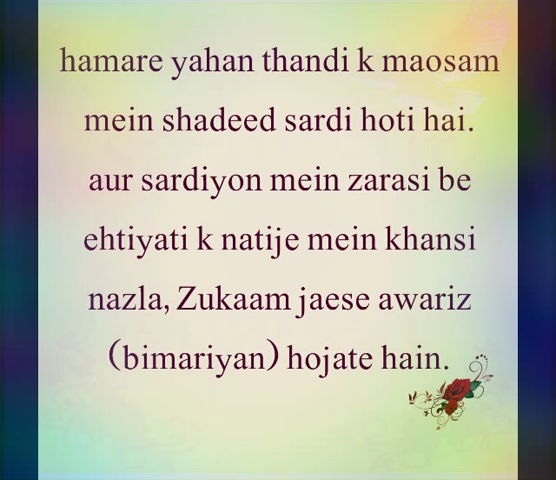 hamare yahan thandi k maosam
mein shadeed sardi hoti hai.
aur sardiyon mein zarasi be
ehtiyati k natije mein khansi
nazla, Zukaam jaese awariz
(bimariyan) hojate hain.